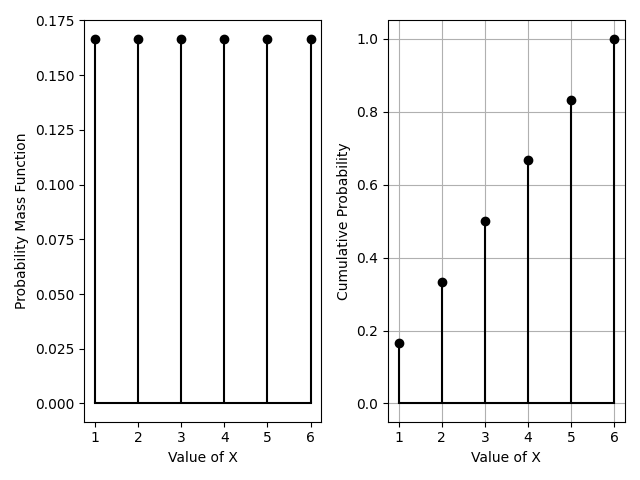 0.175
0.150
0.125
0.100
0.075
0.050
0.025
0.000
Probability Mass Function
1 2 3 4 5 6
Value of X
1.0
0.8
0.6
0.4
0.2
0.0
Cumulative Probability
1 2 3 4 5 6
Value of X